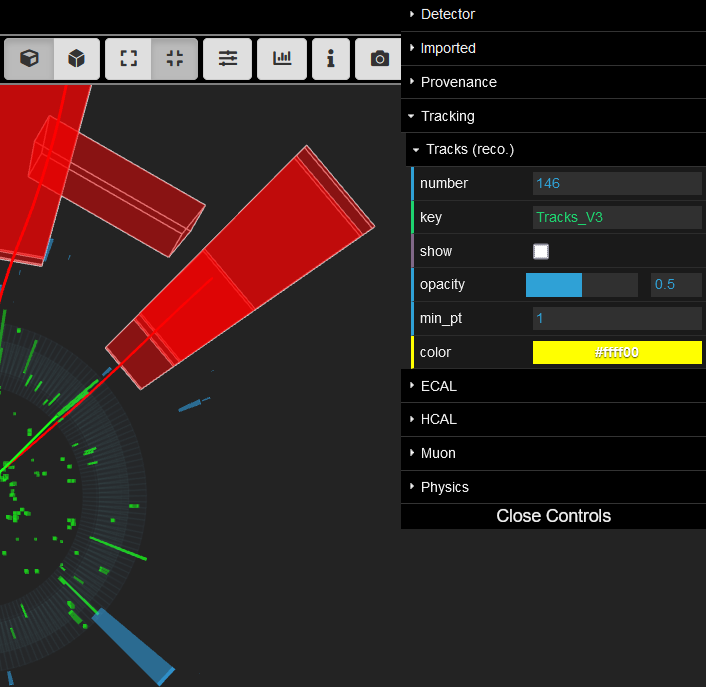 Detector
Imported
Provenance
Tracking
Tracks (reco.)
number 146
key Tracks_V3
show
opacity 0.5
min_pt 1
color #ffff00
ECAL
HCAL
Muon
Physics
Close Controls